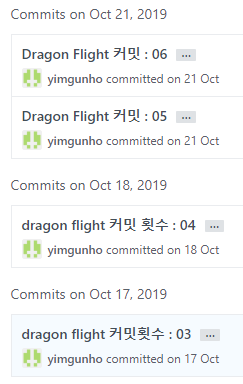 Commits on Oct 21, 2019
Dragon Flight 커밋 : 06 ...
yimgunho committed on 21 Oct
Dragon Flight 커밋 : 05 ...
yimgunho committed on 21 Oct
Commits on Oct 18, 2019
dragon flight 커밋 횟수 : 04 ...
yimgunho committed on 18 Oct
Commits on Oct 17, 2019
dragon flight 커밋횟수 : 03 ...
yimgunho committed on 17 Oct